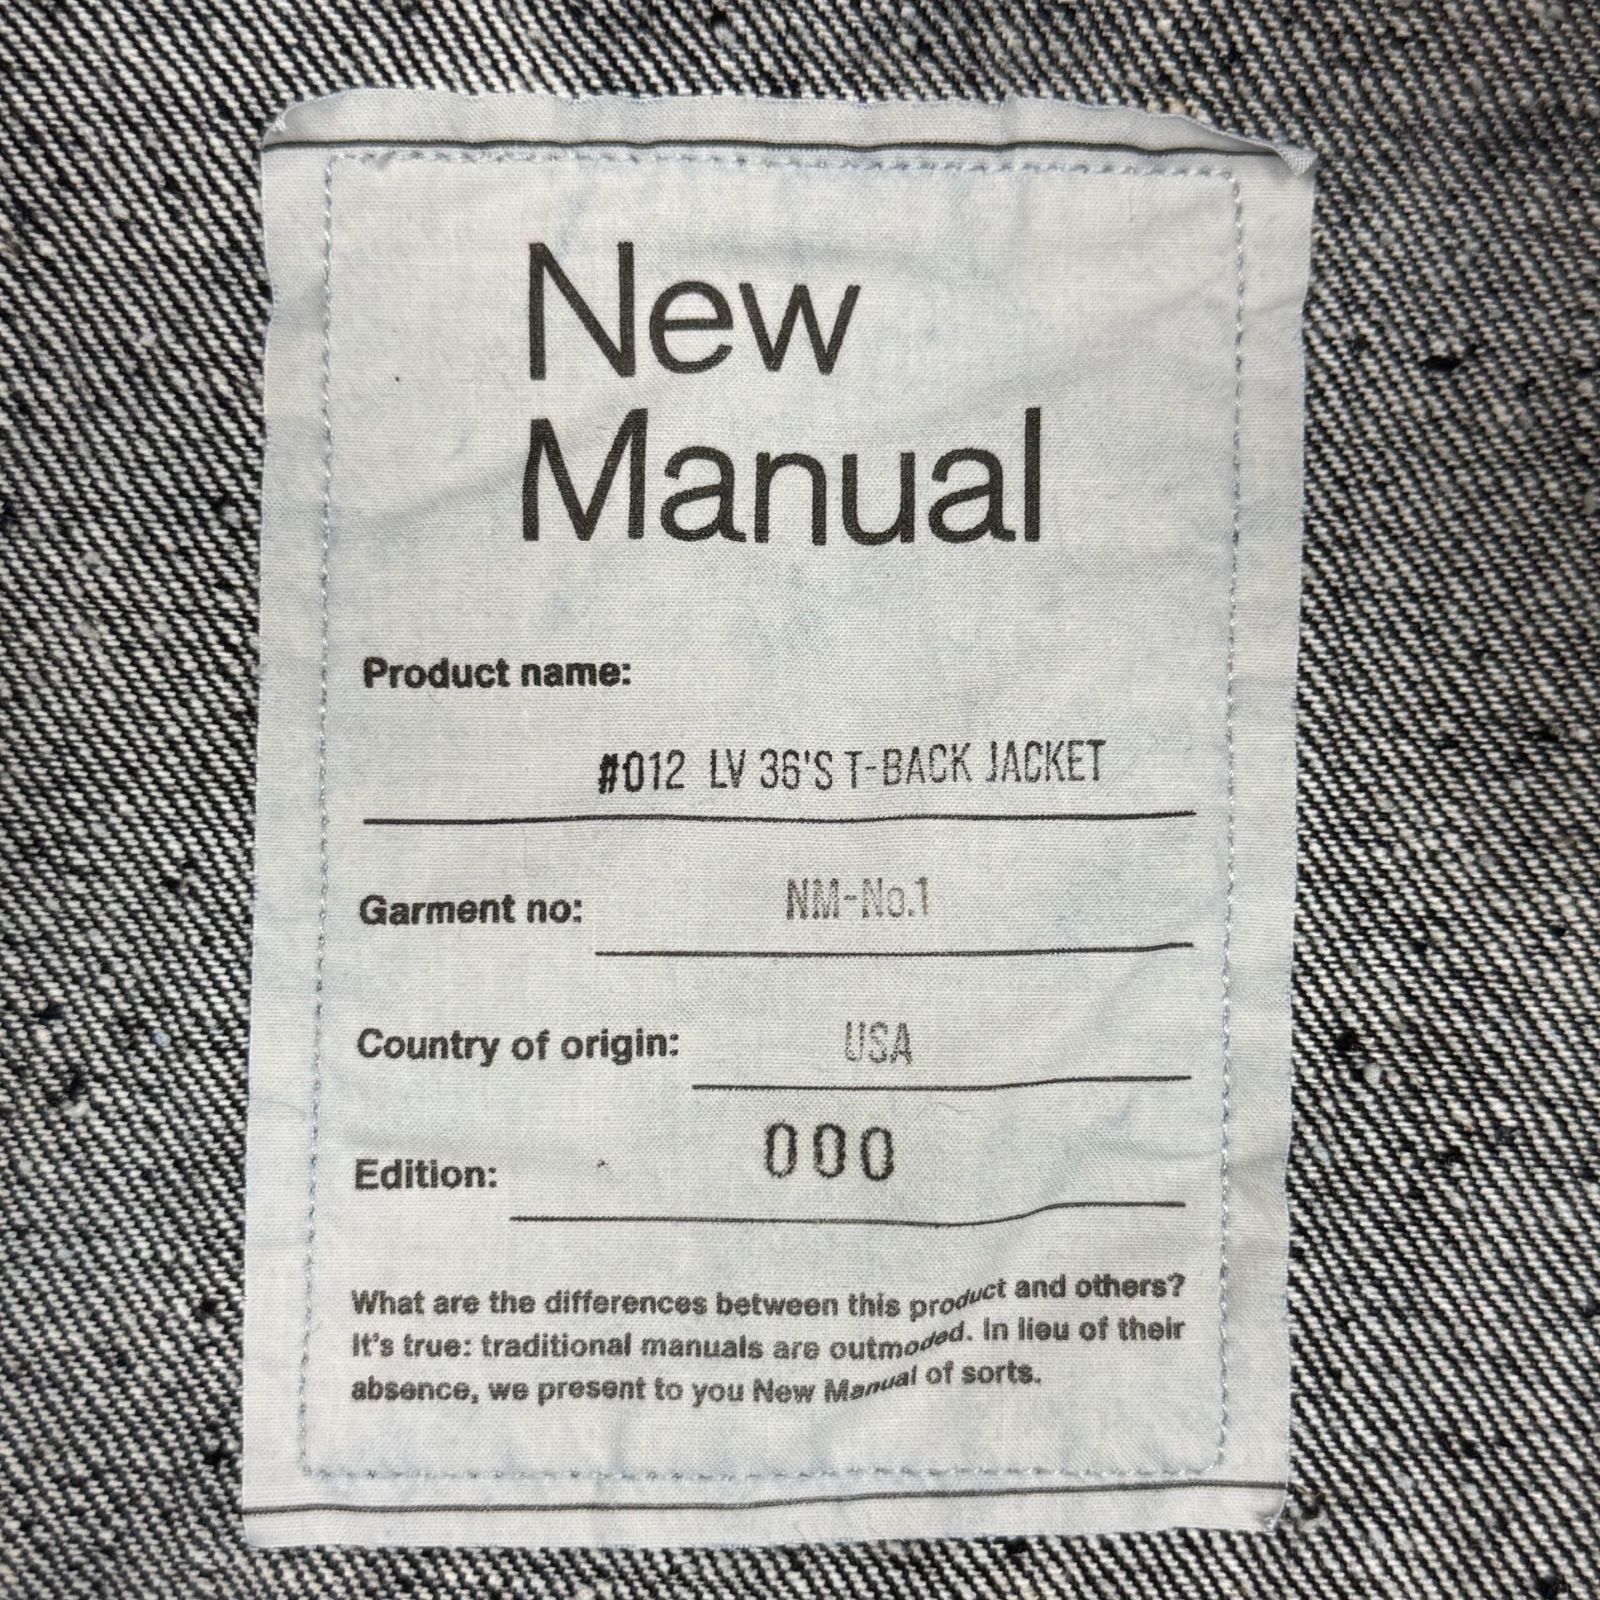 New
Manual
Product name:
#012 LV 36'S T-BACK JACKET
Garment no: NM-No.1
Country of origin: USA
Edition: 000
What are the differences between this product and others?
It's true: traditional manuals are outmoded. In lieu of their
absence, we present to you New Manual of sorts.